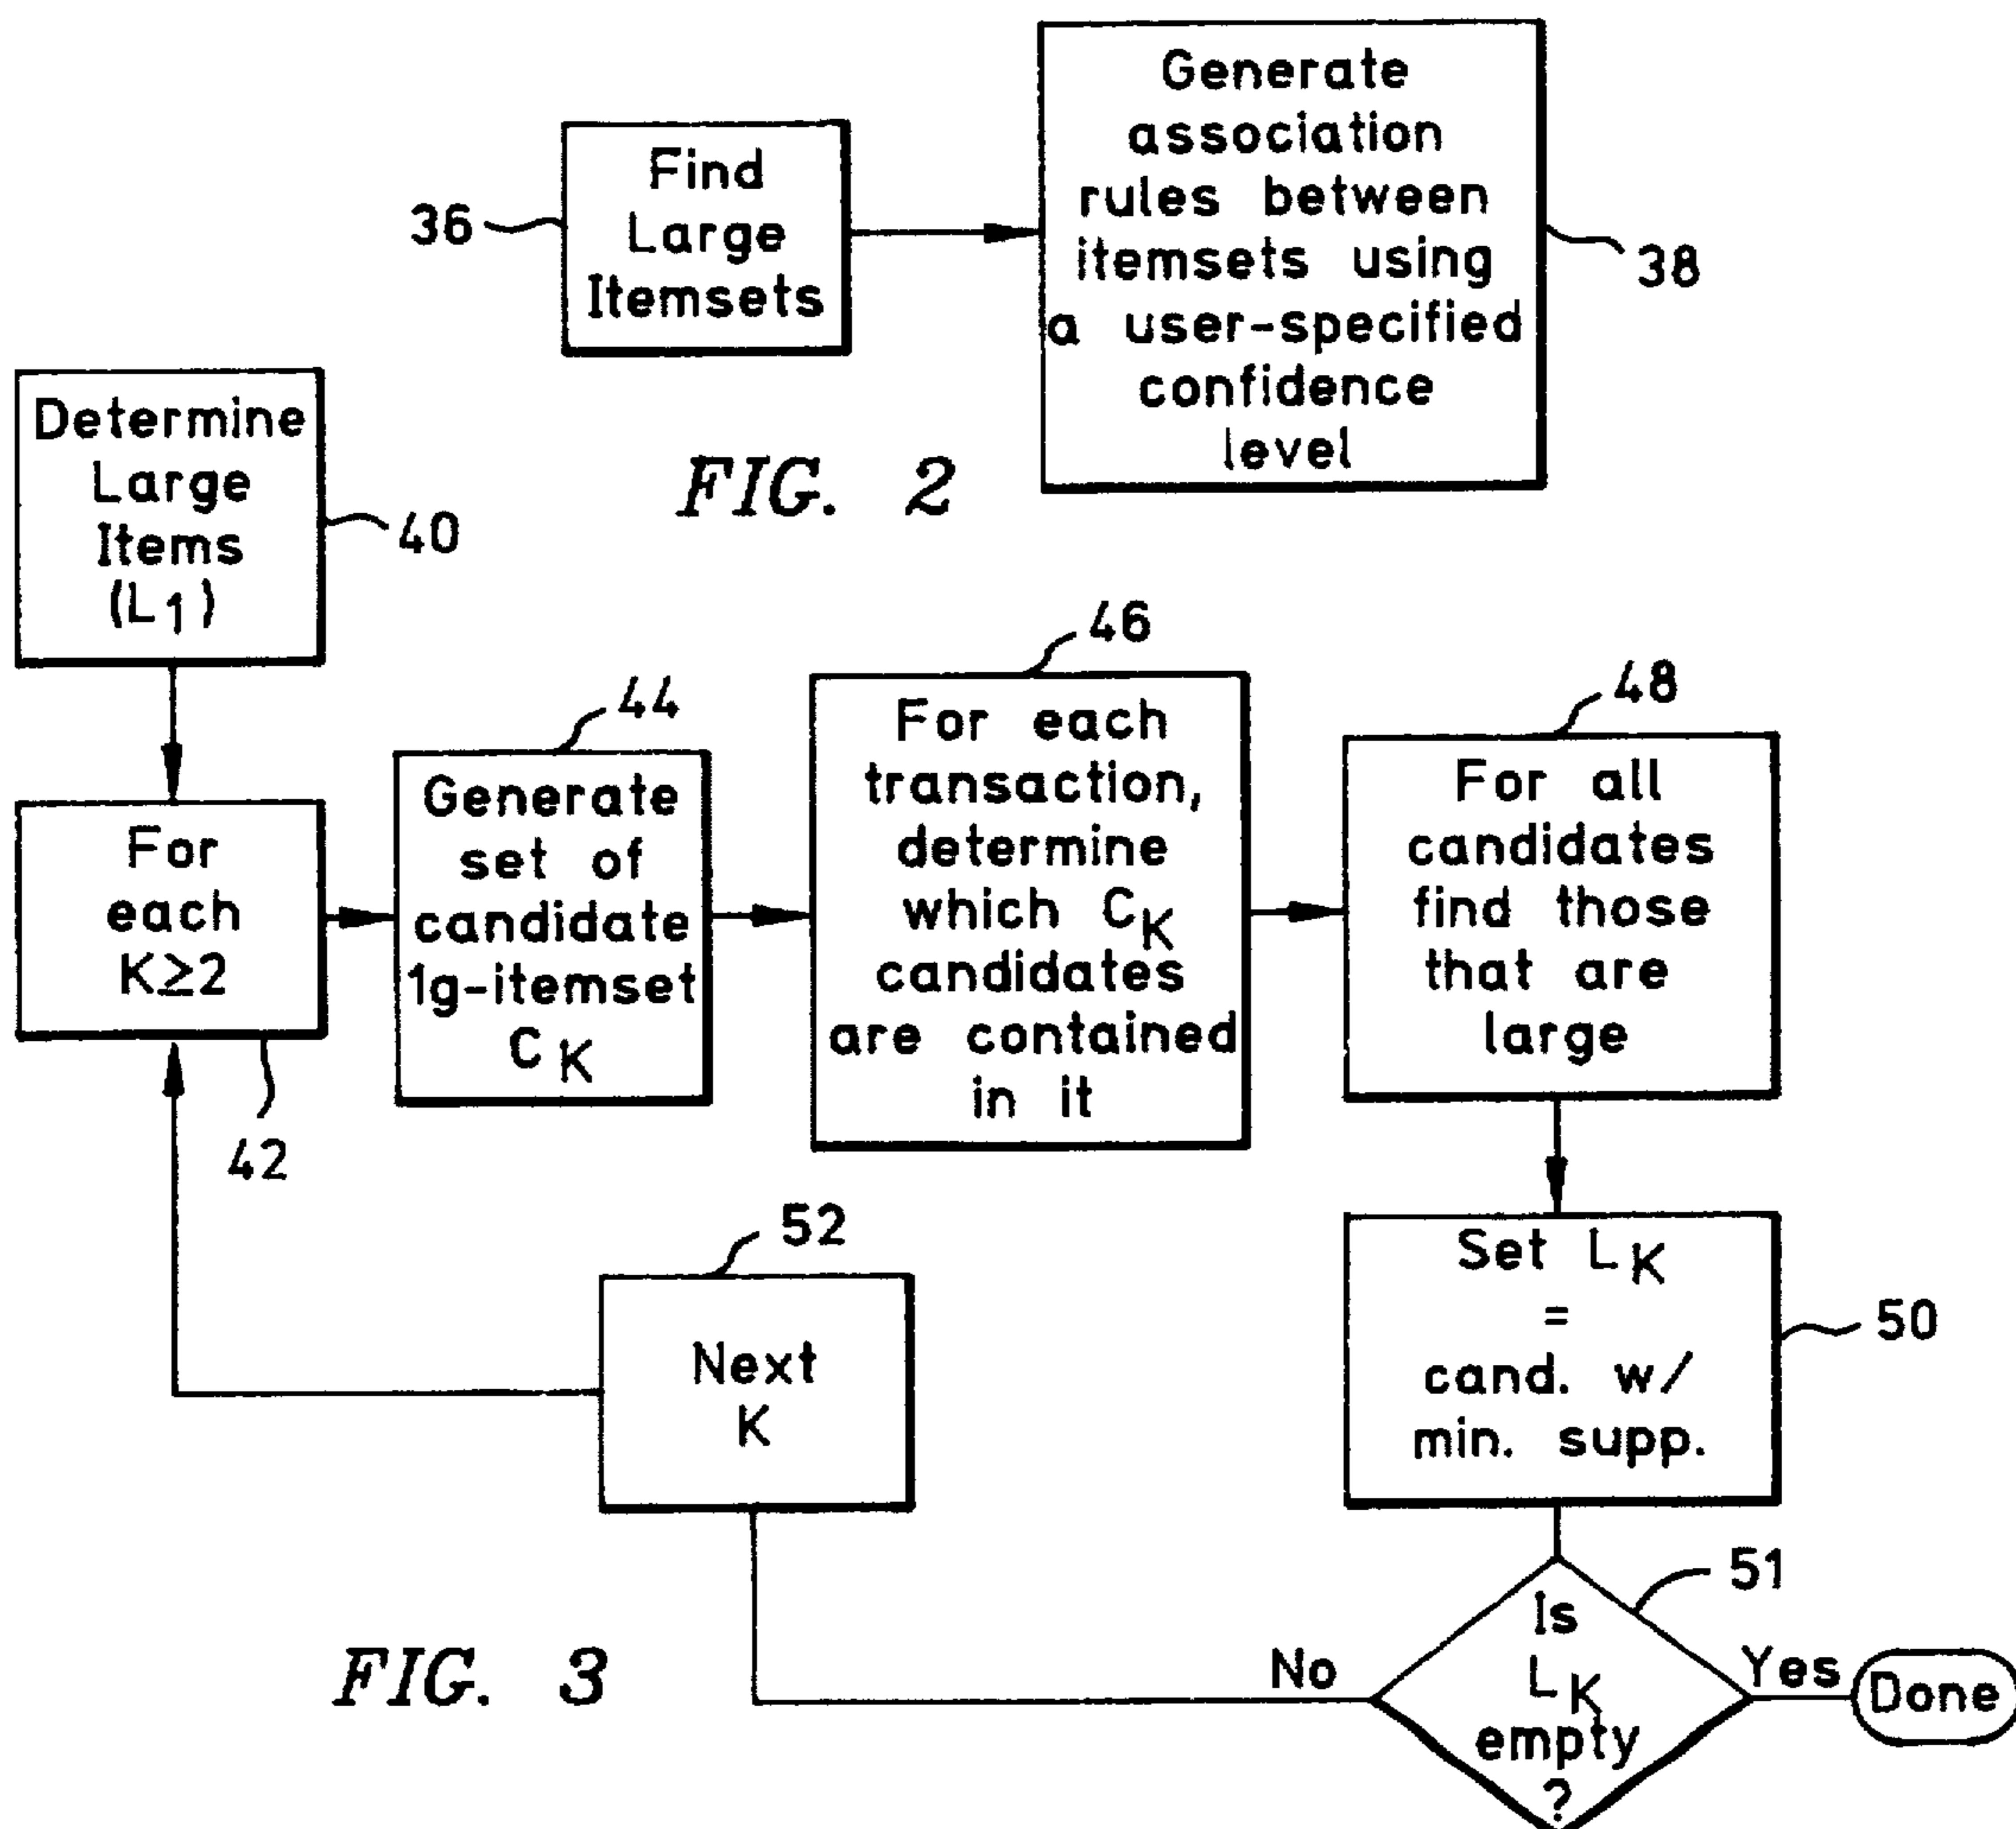 Find
Large
Itemsets
36
Generate
association
rules between
itemsets using
a user-specified
confidence
level
38
FIG. 2
Determine
Large
Items
(L1)
40
For
each
K≥2
42
44
Generate
set of
candidate
1g-itemset
CK
46
For each
transaction,
determine
which CK
candidates
are contained
in it
48
For all
candidates
find those
that are
large
Set LK
=
cand. w/
min. supp.
50
52
Next
K
51
Is
LK
empty
?
No
Yes
Done
FIG. 3